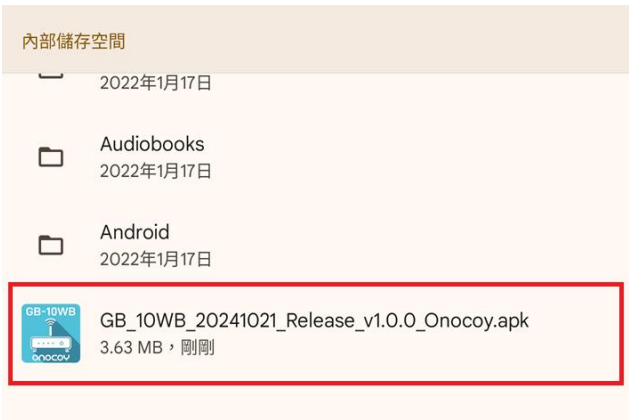 內部儲存空間
2022年1月17日
Audiobooks
2022年1月17日
Android
2022年1月17日
GB-10WB
onocoy
GB_10WB_20241021_Release_v1.0.0_Onocoy.apk
3.63 MB，剛剛